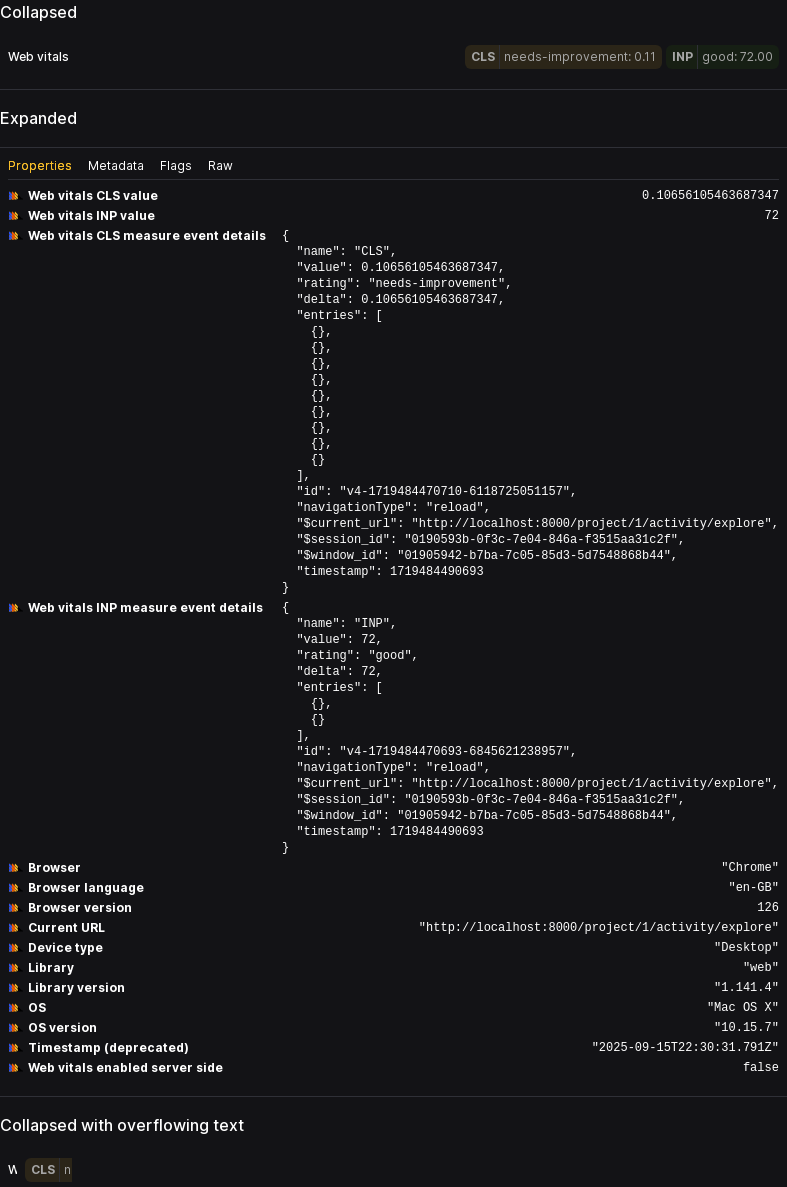 Collapsed
Web vitals CLS needs-improvement: 0.11 INP good: 72.00
Expanded
Properties Metadata Flags Raw
Web vitals CLS value 0.10656105463687347
Web vitals INP value 72
Web vitals CLS measure event details {
"name": "CLS",
"value": 0.10656105463687347,
"rating": "needs-improvement",
"delta": 0.10656105463687347,
"entries": [
{},
{},
{},
{},
{},
{},
{},
{},
{}
],
"id": "v4-1719484470710-6118725051157",
"navigationType": "reload",
"$current_url": "http://localhost:8000/project/1/activity/explore",
"$session_id": "0190593b-0f3c-7e04-846a-f3515aa31c2f",
"$window_id": "01905942-b7ba-7c05-85d3-5d7548868b44",
"timestamp": 1719484490693
}
Web vitals INP measure event details {
"name": "INP",
"value": 72,
"rating": "good",
"delta": 72,
"entries": [
{},
{}
],
"id": "v4-1719484470693-6845621238957",
"navigationType": "reload",
"$current_url": "http://localhost:8000/project/1/activity/explore",
"$session_id": "0190593b-0f3c-7e04-846a-f3515aa31c2f",
"$window_id": "01905942-b7ba-7c05-85d3-5d7548868b44",
"timestamp": 1719484490693
}
Browser "Chrome"
Browser language "en-GB"
Browser version 126
Current URL "http://localhost:8000/project/1/activity/explore"
Device type "Desktop"
Library "web"
Library version "1.141.4"
OS "Mac OS X"
OS version "10.15.7"
Timestamp (deprecated) "2025-09-15T22:30:31.791Z"
Web vitals enabled server side false
Collapsed with overflowing text
W CLS n